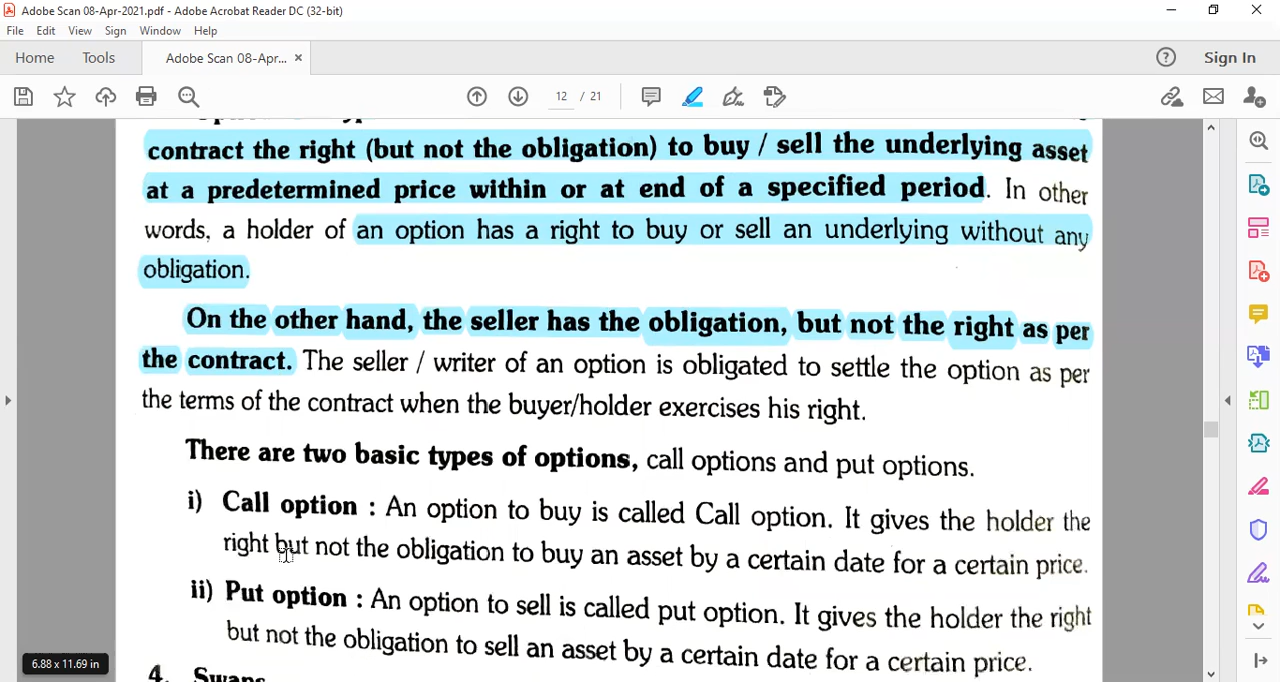 Adobe Scan 08-Apr-2021.pdf - Adobe Acrobat Reader DC (32-bit)
File Edit View Sign Window Help
Home Tools Adobe Scan 08-Apr... × Sign In
12 / 21
contract the right (but not the obligation) to buy / sell the underlying asset
at a predetermined price within or at end of a specified period. In other
words, a holder of an option has a right to buy or sell an underlying without any
obligation.
On the other hand, the seller has the obligation, but not the right as per
the contract. The seller / writer of an option is obligated to settle the option as per
the terms of the contract when the buyer/holder exercises his right.
There are two basic types of options, call options and put options.
i) Call option : An option to buy is called Call option. It gives the holder the
right but not the obligation to buy an asset by a certain date for a certain price.
ii) Put option : An option to sell is called put option. It gives the holder the right
but not the obligation to sell an asset by a certain date for a certain price.
4. Swaps
6.88 x 11.69 in